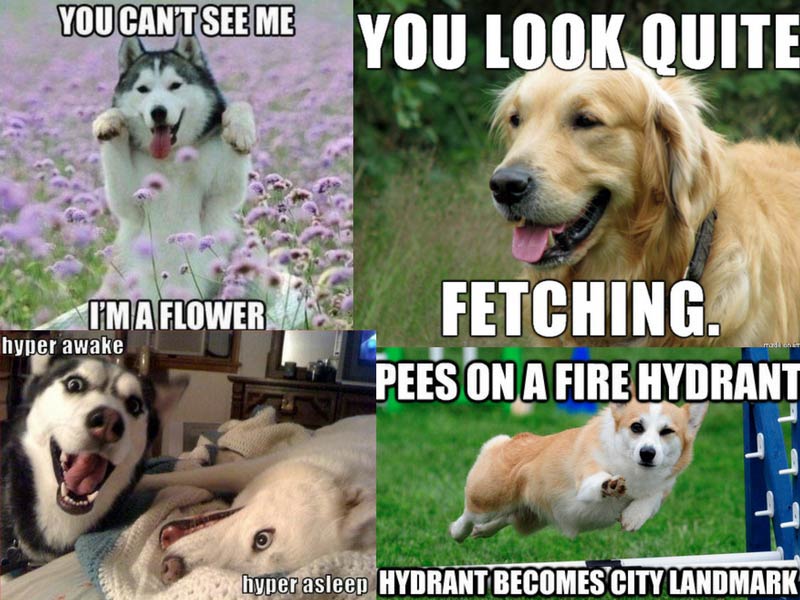 YOU CAN'T SEE ME
I'M A FLOWER
YOU LOOK QUITE
FETCHING.
hyper awake
hyper asleep
PEES ON A FIRE HYDRANT
HYDRANT BECOMES CITY LANDMARK